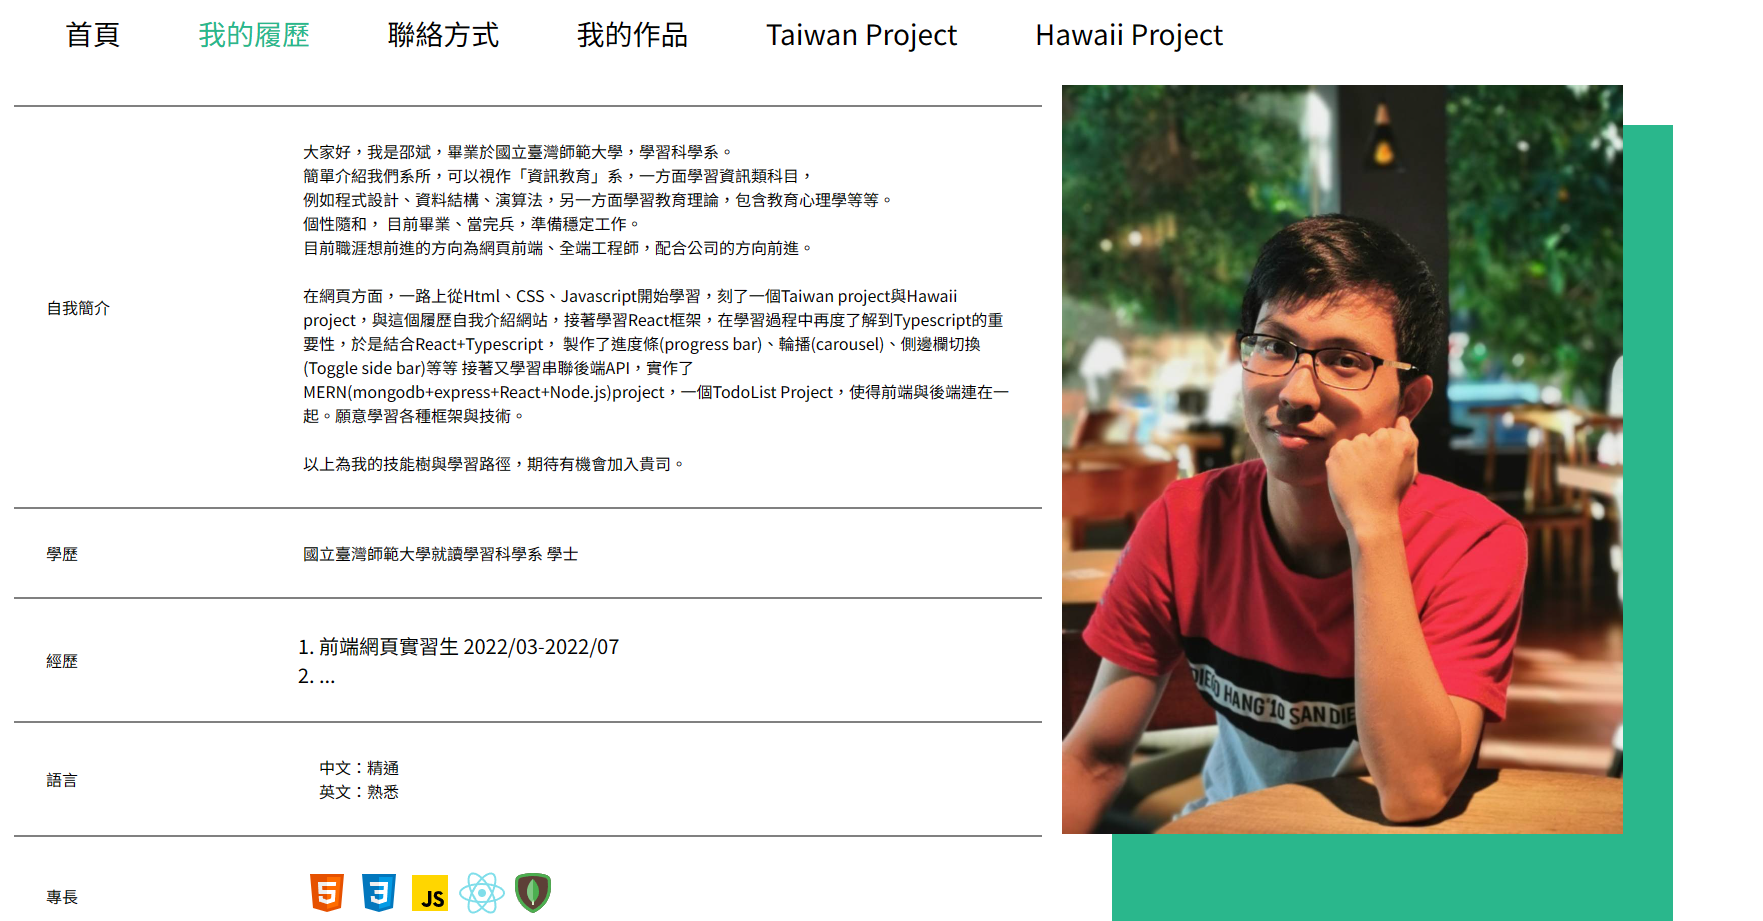 首頁 我的履歷 聯絡方式 我的作品 Taiwan Project Hawaii Project
自我簡介
大家好，我是邵斌，畢業於國立臺灣師範大學，學習科學系。
簡單介紹我們系所，可以視作「資訊教育」系，一方面學習資訊類科目，
例如程式設計、資料結構、演算法，另一方面學習教育理論，包含教育心理學等等。
個性隨和， 目前畢業、當完兵，準備穩定工作。
目前職涯想前進的方向為網頁前端、全端工程師，配合公司的方向前進。
在網頁方面，一路上從Html、CSS、Javascript開始學習，刻了一個Taiwan project與Hawaii
project，與這個履歷自我介紹網站，接著學習React框架，在學習過程中再度了解到Typescript的重
要性，於是結合React+Typescript， 製作了進度條(progress bar)、輪播(carousel)、側邊欄切換
(Toggle side bar)等等 接著又學習串聯後端API，實作了
MERN(mongodb+express+React+Node.js)project，一個TodoList Project，使得前端與後端連在一
起。願意學習各種框架與技術。
以上為我的技能樹與學習路徑，期待有機會加入貴司。
學歷
國立臺灣師範大學就讀學習科學系 學士
經歷
1. 前端網頁實習生 2022/03-2022/07
2. ...
語言
中文：精通
英文：熟悉
專長
5 3 JS
HANG '10 SAN DIE